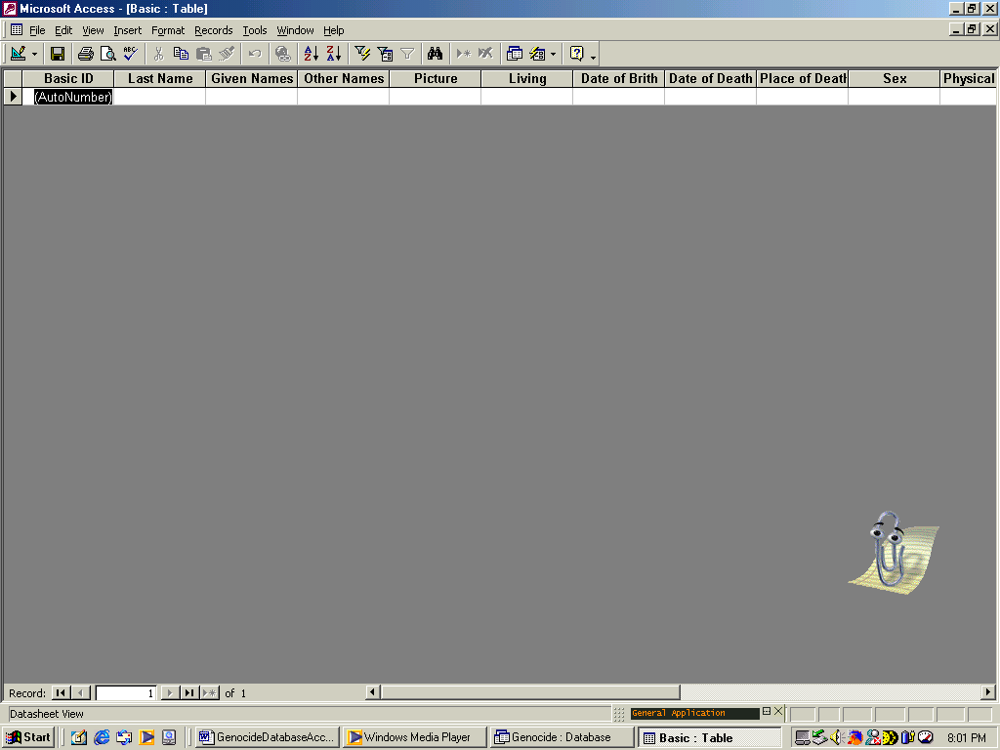 Microsoft Access - [Basic : Table]
File Edit View Insert Format Records Tools Window Help
Basic ID Last Name Given Names Other Names Picture Living Date of Brith Date of Death Place of Death Sex Physical
(AutoNumber)
Record: 1 of 1
Datasheet View General Application
Start GenocideDatabaseAcc... Windows Media Player Genocide : Database Basic : Table 8:01 PM